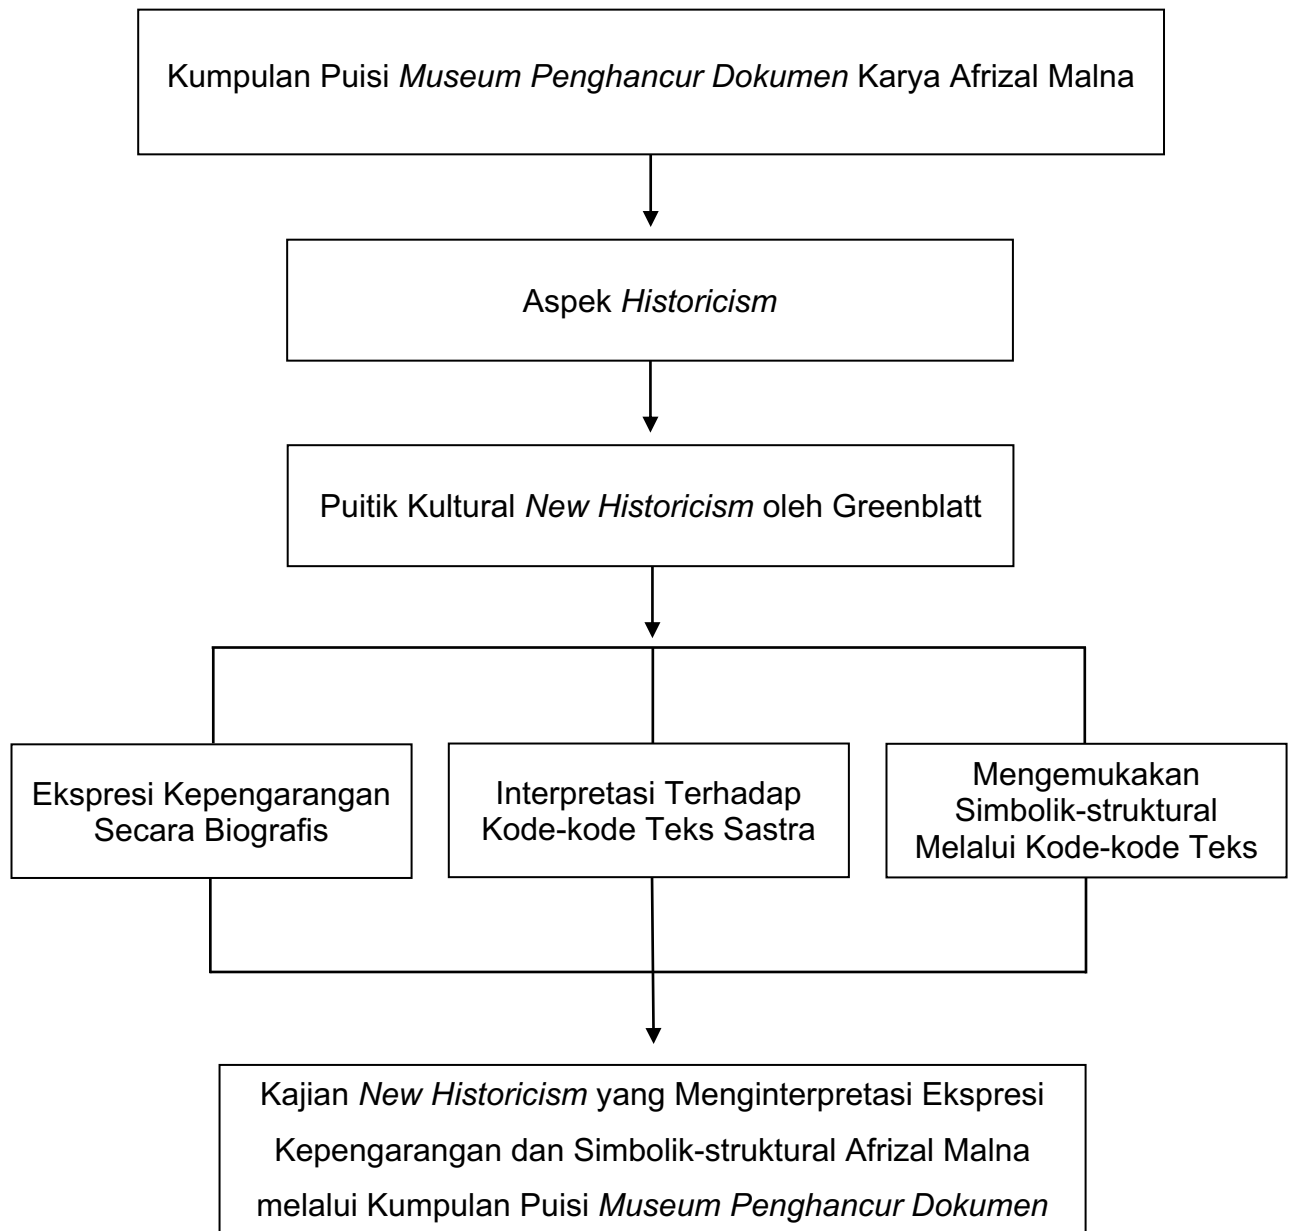 Kumpulan Puisi Museum Penghancur Dokumen Karya Afrizal Malna
Aspek Historicism
Puitik Kultural New Historicism oleh Greenblatt
Ekspresi Kepengarangan
Secara Biografis
Interpretasi Terhadap
Kode-kode Teks Sastra
Mengemukakan
Simbolik-struktural
Melalui Kode-kode Teks
Kajian New Historicism yang Menginterpretasi Ekspresi
Kepengarangan dan Simbolik-struktural Afrizal Malna
melalui Kumpulan Puisi Museum Penghancur Dokumen